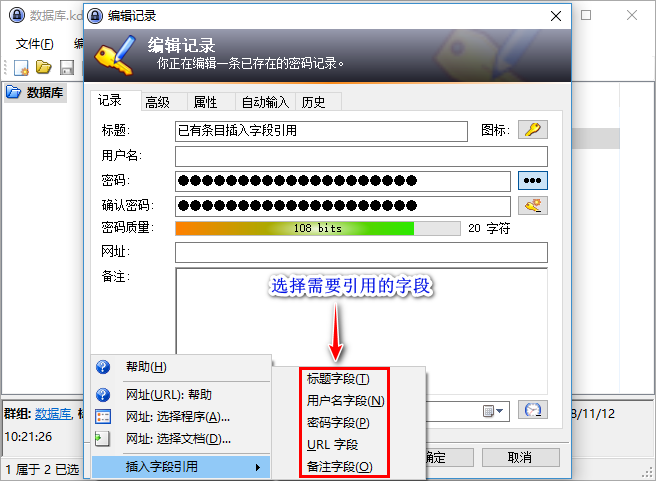 数据库.kd
编辑记录
文件(F)
编辑记录
你正在编辑一条已存在的密码记录。
数据库
记录 高级 属性 自动输入 历史
标题: 已有条目插入字段引用 图标:
用户名:
密码:
确认密码:
密码质量: 108 bits 20 字符
网址:
备注:
选择需要引用的字段
帮助(H)
网址(URL): 帮助
网址: 选择程序(A)...
网址: 选择文档(D)...
插入字段引用
标题字段(T)
用户名字段(N)
密码字段(P)
URL 字段
备注字段(O)
确定 取消
群组: 数据库, 8/11/12
10:21:26
1 属于 2 已选